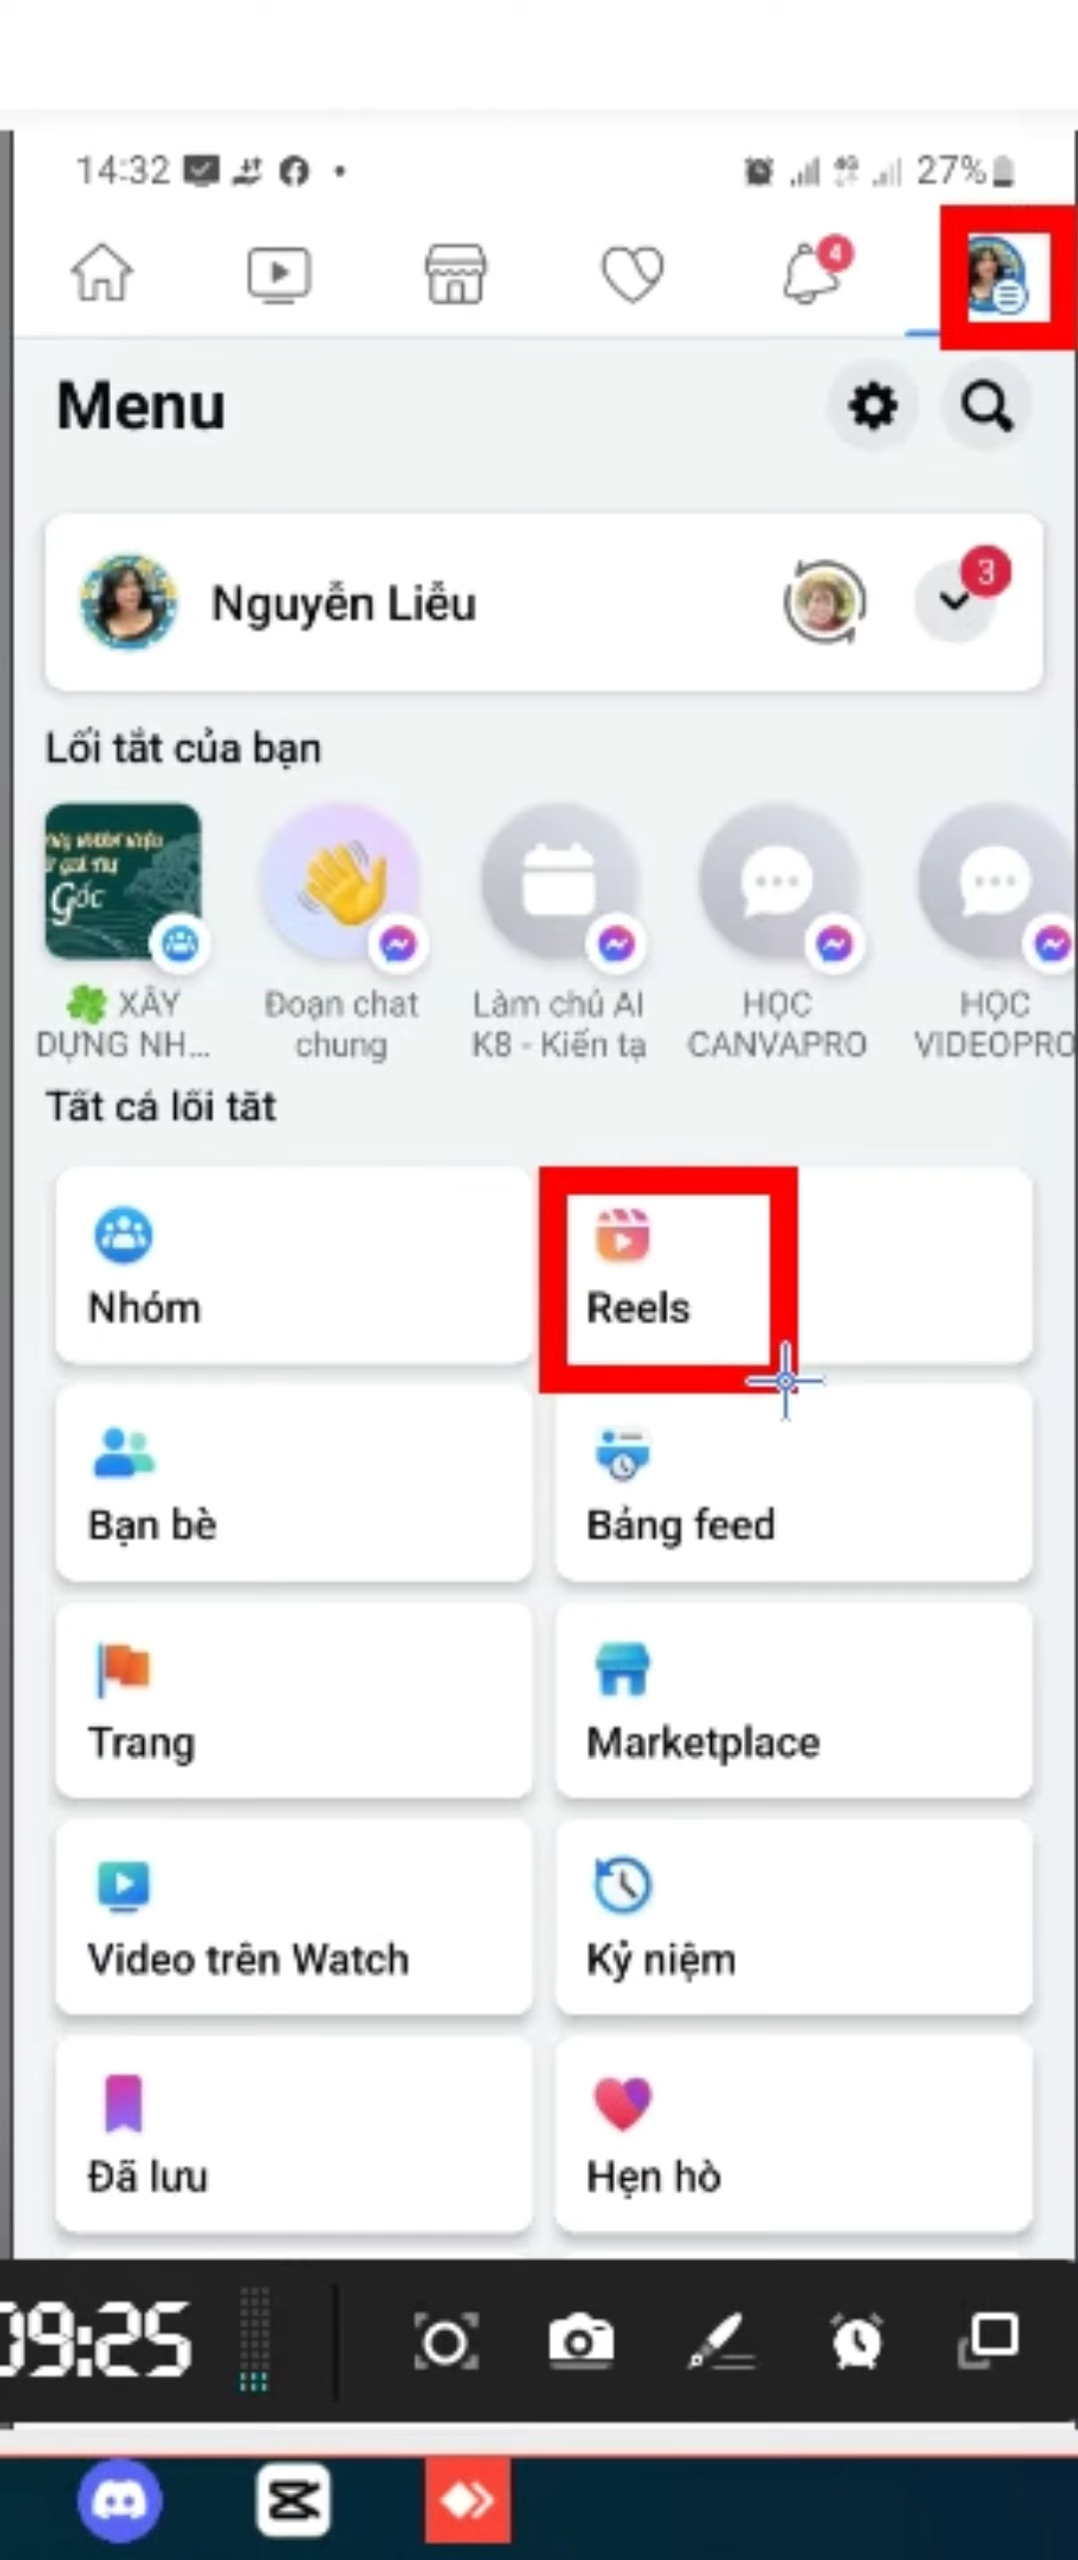 14:32
27%
4
Menu
Nguyễn Liễu
3
Lối tắt của bạn
Gốc
XÂY
DỰNG NH...
Đoạn chat
chung
Làm chủ AI
K8 - Kiến tạ
HỌC
CANVAPRO
HỌC
VIDEOPRO
Tất cả lối tắt
Nhóm
Reels
Bạn bè
Bảng feed
Trang
Marketplace
Video trên Watch
Kỷ niệm
Đã lưu
Hẹn hò
09:25